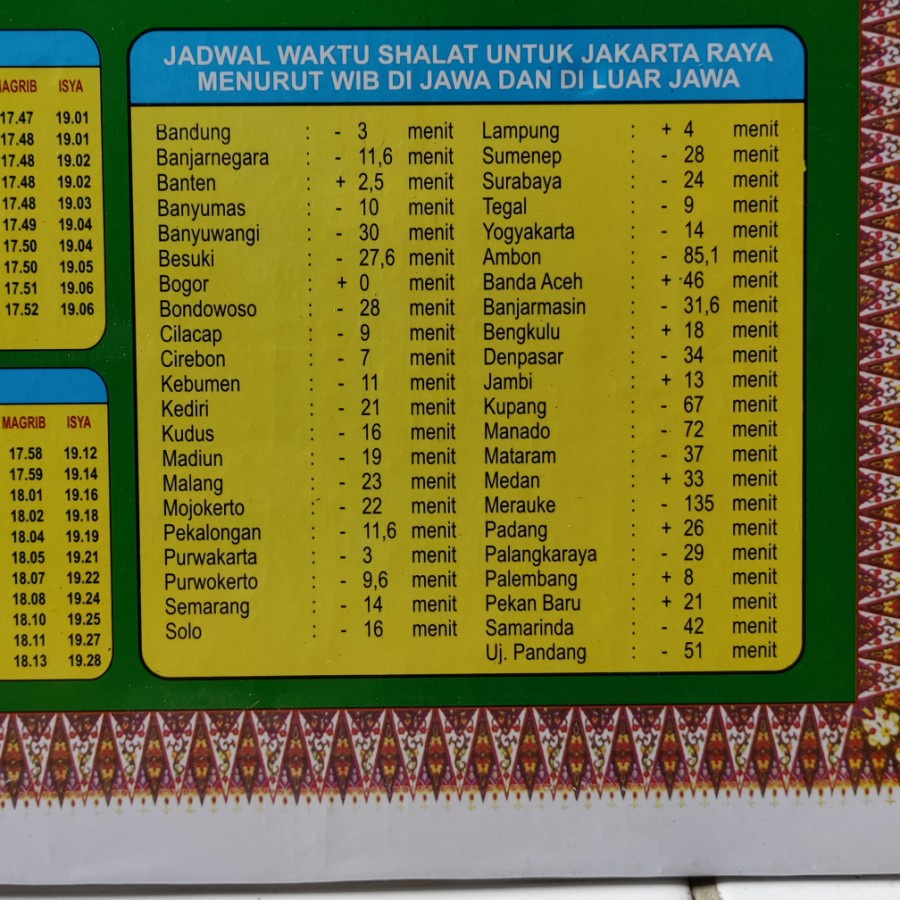 MAGRIB ISYA
17.47 19.01
17.48 19.01
17.48 19.02
17.48 19.02
17.48 19.03
17.49 19.04
17.50 19.04
17.50 19.05
17.51 19.06
17.52 19.06
MAGRIB ISYA
17.58 19.12
17.59 19.14
18.01 19.16
18.02 19.18
18.04 19.19
18.05 19.21
18.07 19.22
18.08 19.24
18.10 19.25
18.11 19.27
18.13 19.28
JADWAL WAKTU SHALAT UNTUK JAKARTA RAYA
MENURUT WIB DI JAWA DAN DI LUAR JAWA
Bandung : - 3 menit
Banjarnegara : - 11,6 menit
Banten : + 2,5 menit
Banyumas : - 10 menit
Banyuwangi : - 30 menit
Besuki : - 27,6 menit
Bogor : + 0 menit
Bondowoso : - 28 menit
Cilacap : - 9 menit
Cirebon : - 7 menit
Kebumen : - 11 menit
Kediri : - 21 menit
Kudus : - 16 menit
Madiun : - 19 menit
Malang : - 23 menit
Mojokerto : - 22 menit
Pekalongan : - 11,6 menit
Purwakarta : - 3 menit
Purwokerto : - 9,6 menit
Semarang : - 14 menit
Solo : - 16 menit
Lampung : + 4 menit
Sumenep : - 28 menit
Surabaya : - 24 menit
Tegal : - 9 menit
Yogyakarta : - 14 menit
Ambon : - 85,1 menit
Banda Aceh : + 46 menit
Banjarmasin : - 31,6 menit
Bengkulu : + 18 menit
Denpasar : - 34 menit
Jambi : + 13 menit
Kupang : - 67 menit
Manado : - 72 menit
Mataram : - 37 menit
Medan : + 33 menit
Merauke : - 135 menit
Padang : + 26 menit
Palangkaraya : - 29 menit
Palembang : + 8 menit
Pekan Baru : + 21 menit
Samarinda : - 42 menit
Uj. Pandang : - 51 menit